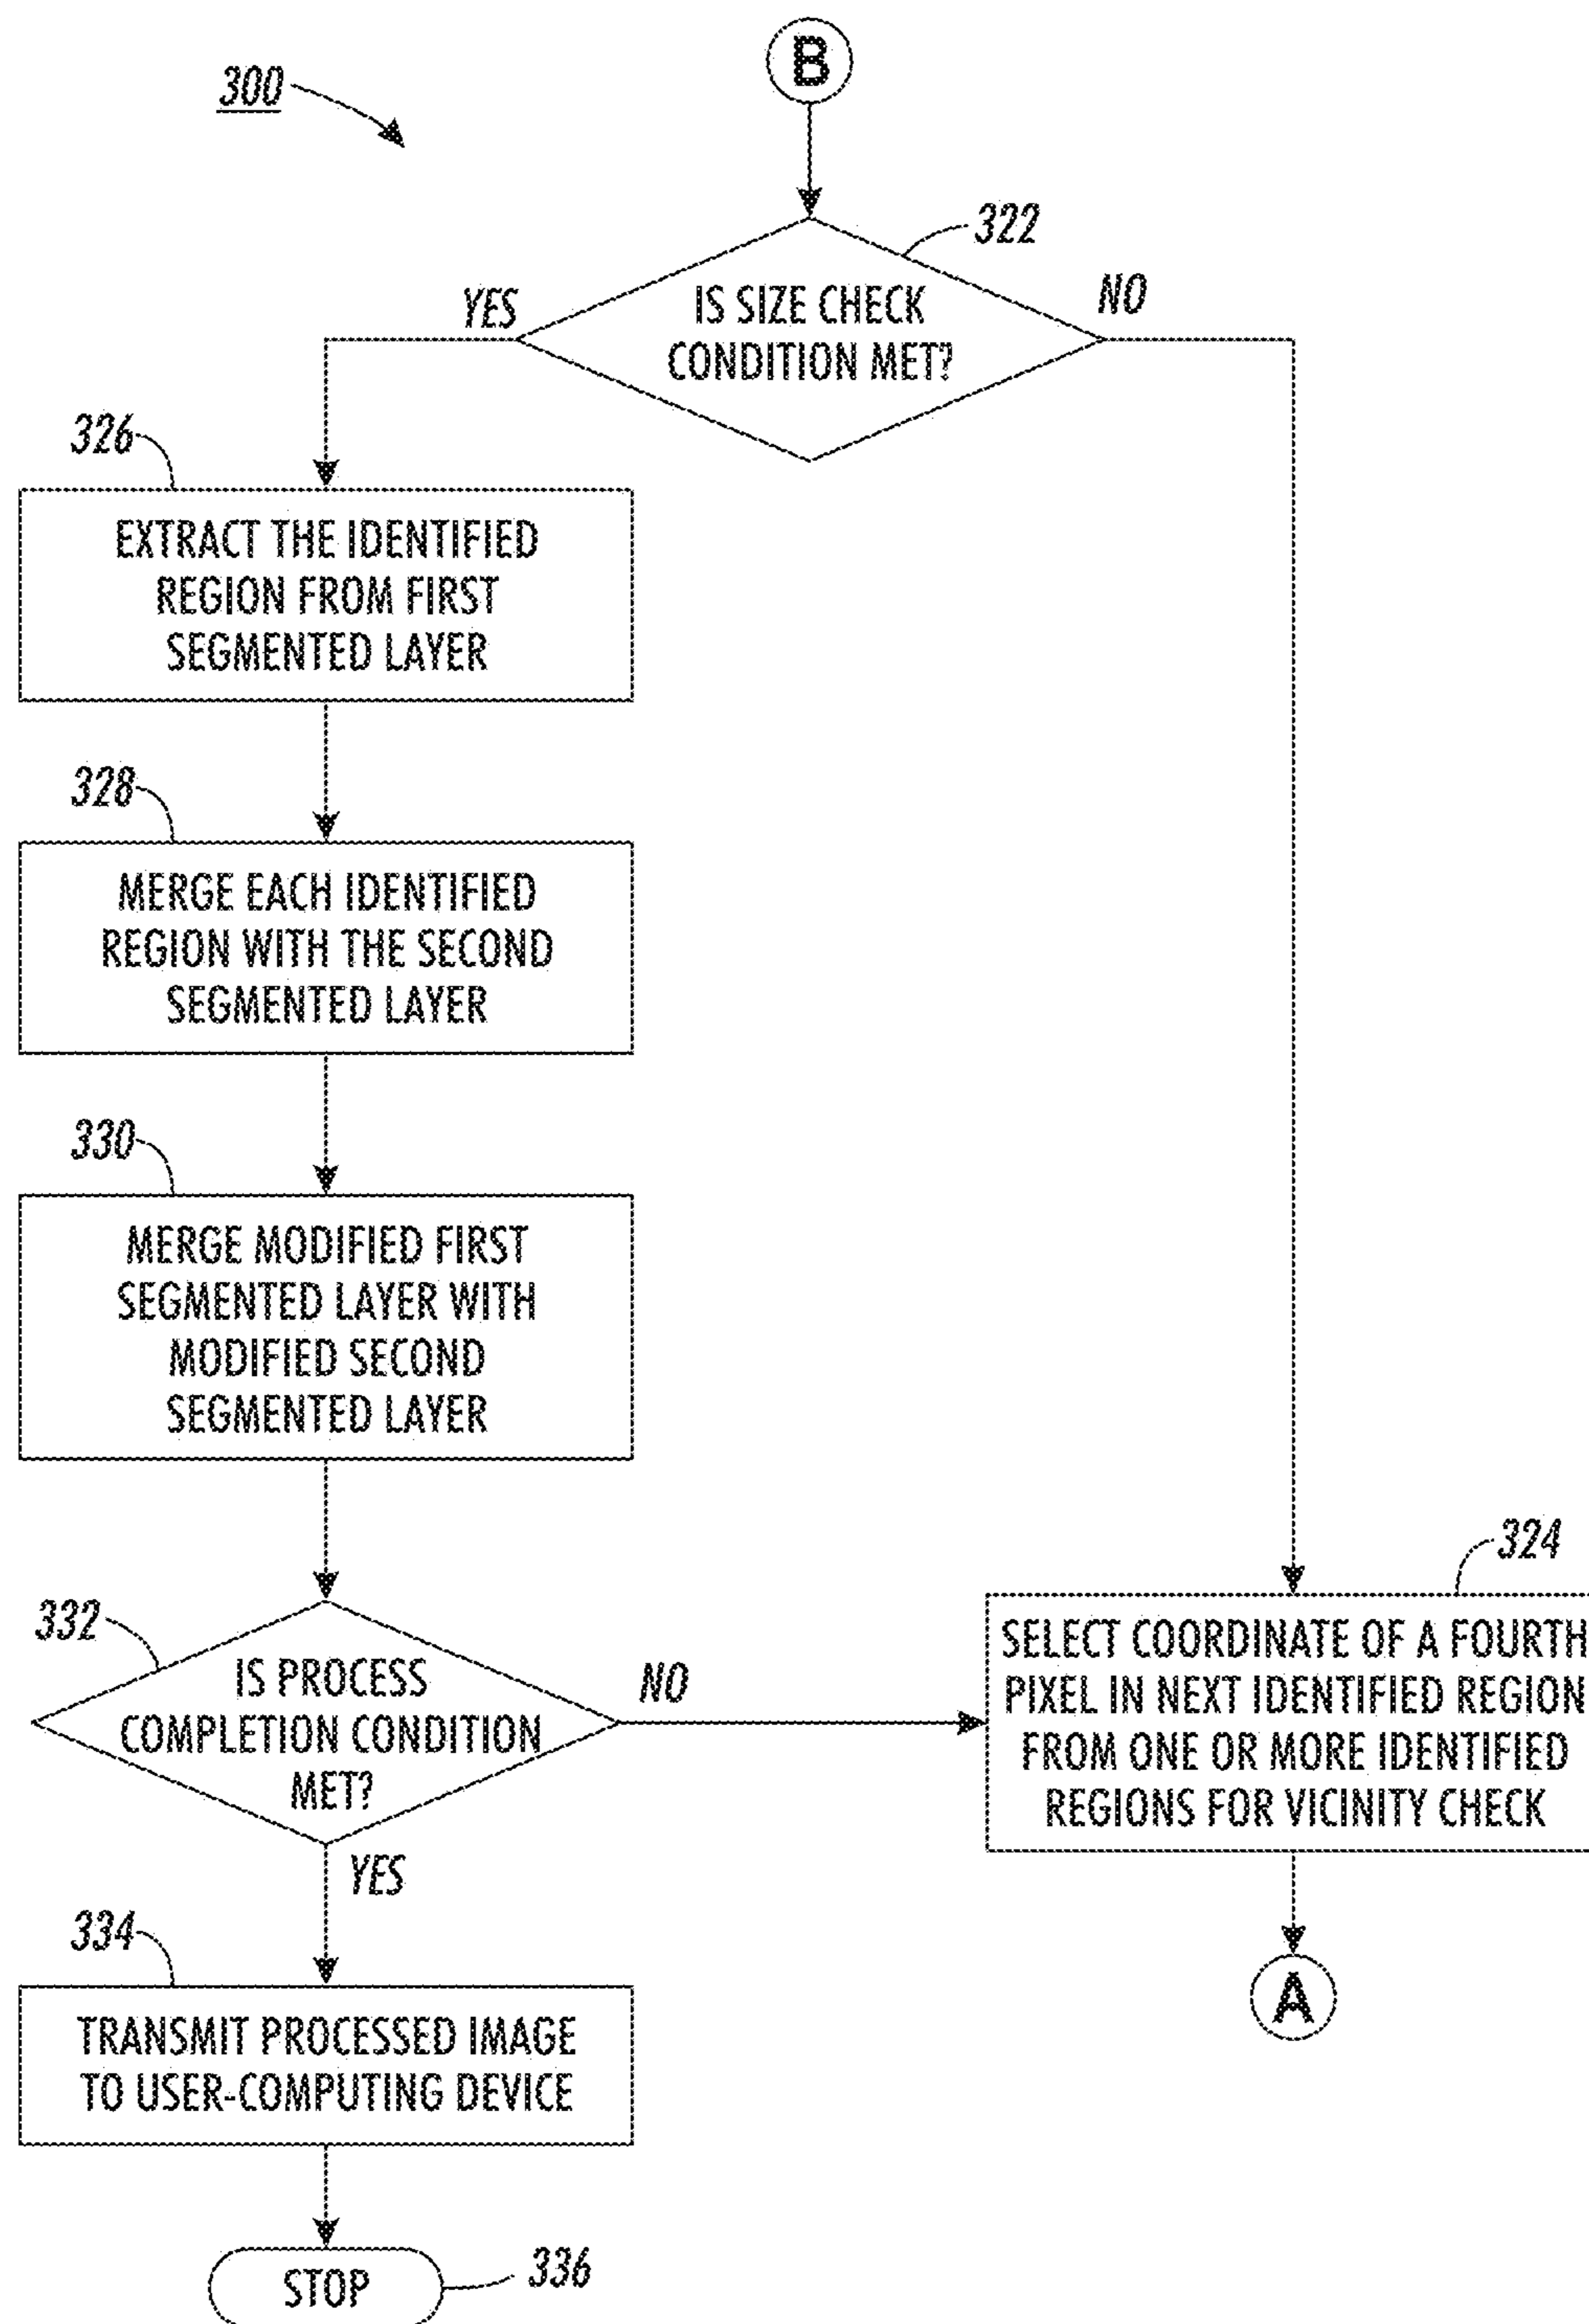 300
B
322
IS SIZE CHECK
CONDITION MET?
YES
NO
326
EXTRACT THE IDENTIFIED
REGION FROM FIRST
SEGMENTED LAYER
328
MERGE EACH IDENTIFIED
REGION WITH THE SECOND
SEGMENTED LAYER
330
MERGE MODIFIED FIRST
SEGMENTED LAYER WITH
MODIFIED SECOND
SEGMENTED LAYER
332
IS PROCESS
COMPLETION CONDITION
MET?
NO
YES
324
SELECT COORDINATE OF A FOURTH
PIXEL IN NEXT IDENTIFIED REGION
FROM ONE OR MORE IDENTIFIED
REGIONS FOR VICINITY CHECK
A
334
TRANSMIT PROCESSED IMAGE
TO USER-COMPUTING DEVICE
STOP
336